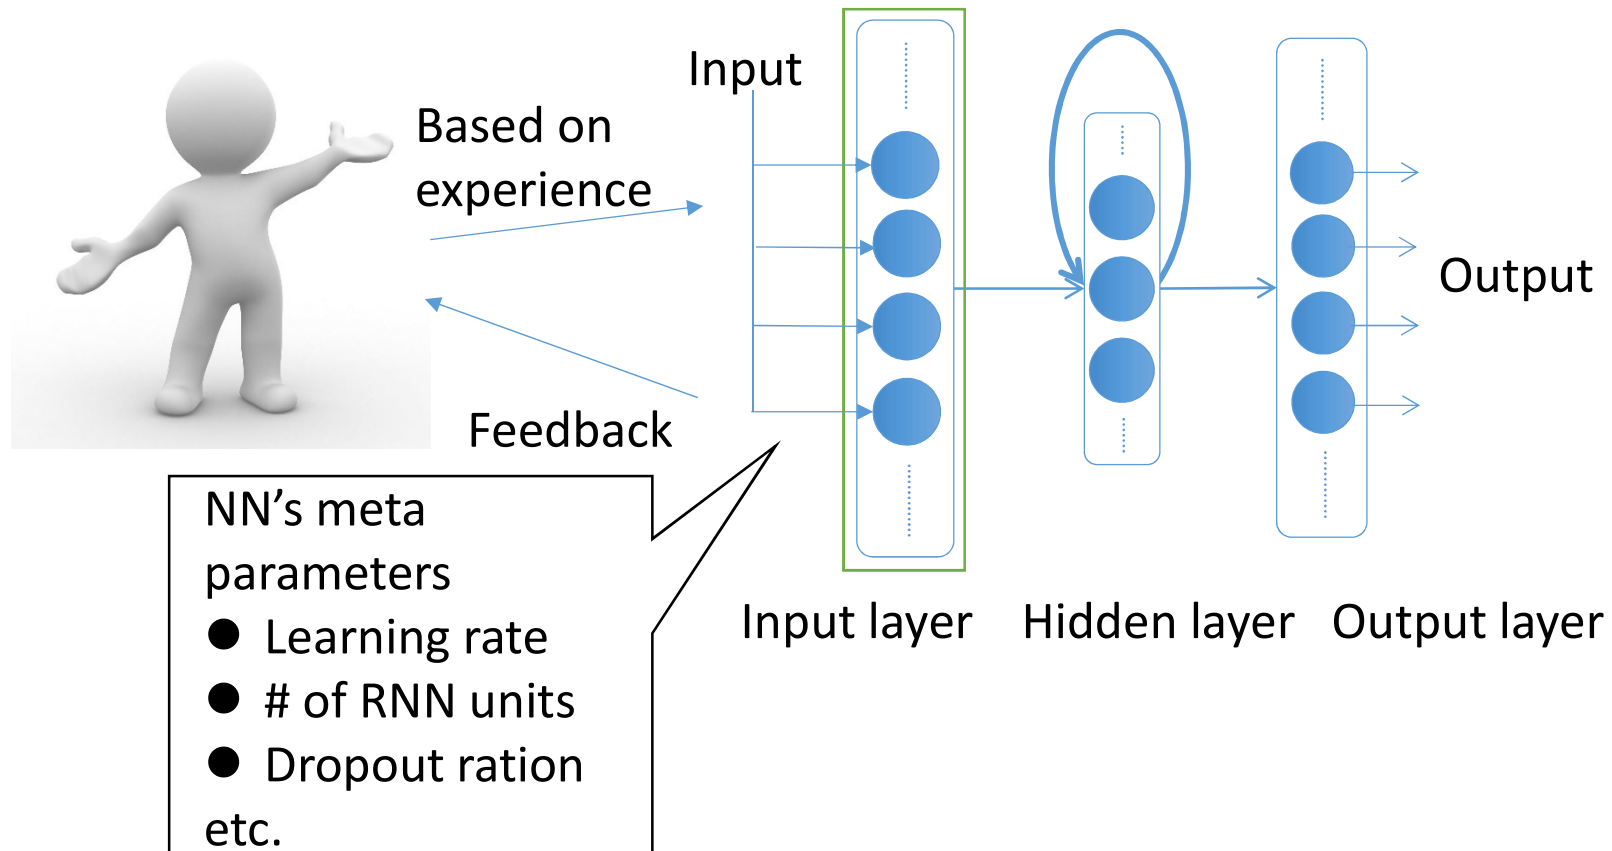 Input
Based on
experience
Output
Feedback
NN’s meta
parameters
● Learning rate
● # of RNN units
● Dropout ration
etc.
Input layer
Hidden layer
Output layer